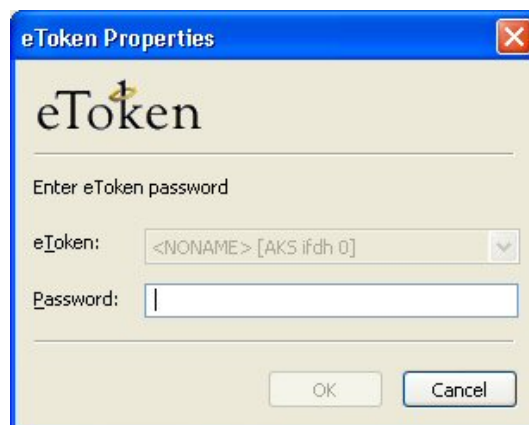 eToken Properties
eToken
Enter eToken password
eToken: <NONAME> [AKS ifdh 0]
Password:
OK Cancel